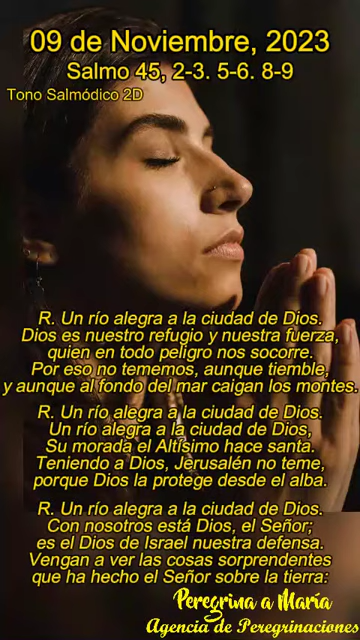 09 de Noviembre, 2023
Salmo 45, 2-3. 5-6. 8-9
Tono Salmódico 2D
R. Un río alegra a la ciudad de Dios.
Dios es nuestro refugio y nuestra fuerza,
quien en todo peligro nos socorre.
Por eso no tememos, aunque tiemble,
y aunque al fondo del mar caigan los montes.
R. Un río alegra a la ciudad de Dios.
Un río alegra a la ciudad de Dios,
Su morada el Altísimo hace santa.
Teniendo a Dios, Jerusalén no teme,
porque Dios la protege desde el alba.
R. Un río alegra a la ciudad de Dios.
Con nosotros está Dios, el Señor;
es el Dios de Israel nuestra defensa.
Vengan a ver las cosas sorprendentes
que ha hecho el Señor sobre la tierra:
Peregrina a María
Agencia de Peregrinaciones